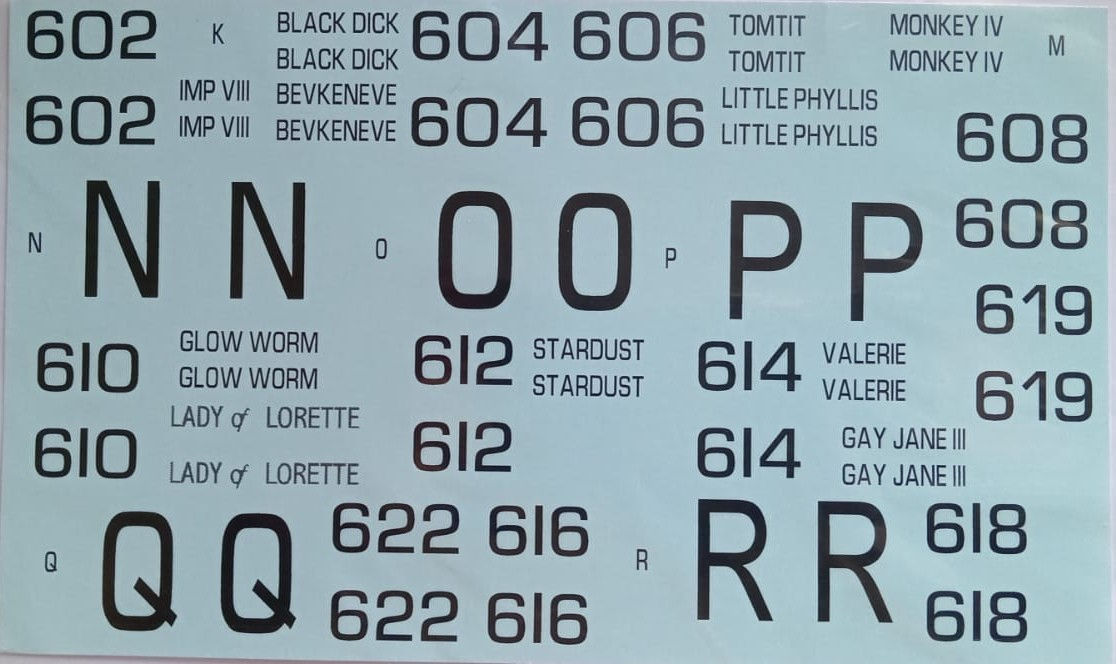 602 K BLACK DICK 604 606 TOMTIT MONKEY IV M
BLACK DICK TOMTIT MONKEY IV
602 IMP VIII BEVKENEVE 604 606 LITTLE PHYLLIS
IMP VIII BEVKENEVE LITTLE PHYLLIS 608
N N N O O O P P P 608
619
610 GLOW WORM 612 STARDUST 614 VALERIE
GLOW WORM STARDUST VALERIE 619
LADY of LORETTE
610 612 614 GAY JANE III
LADY of LORETTE GAY JANE III
Q Q Q 622 616 R R R 618
622 616 618